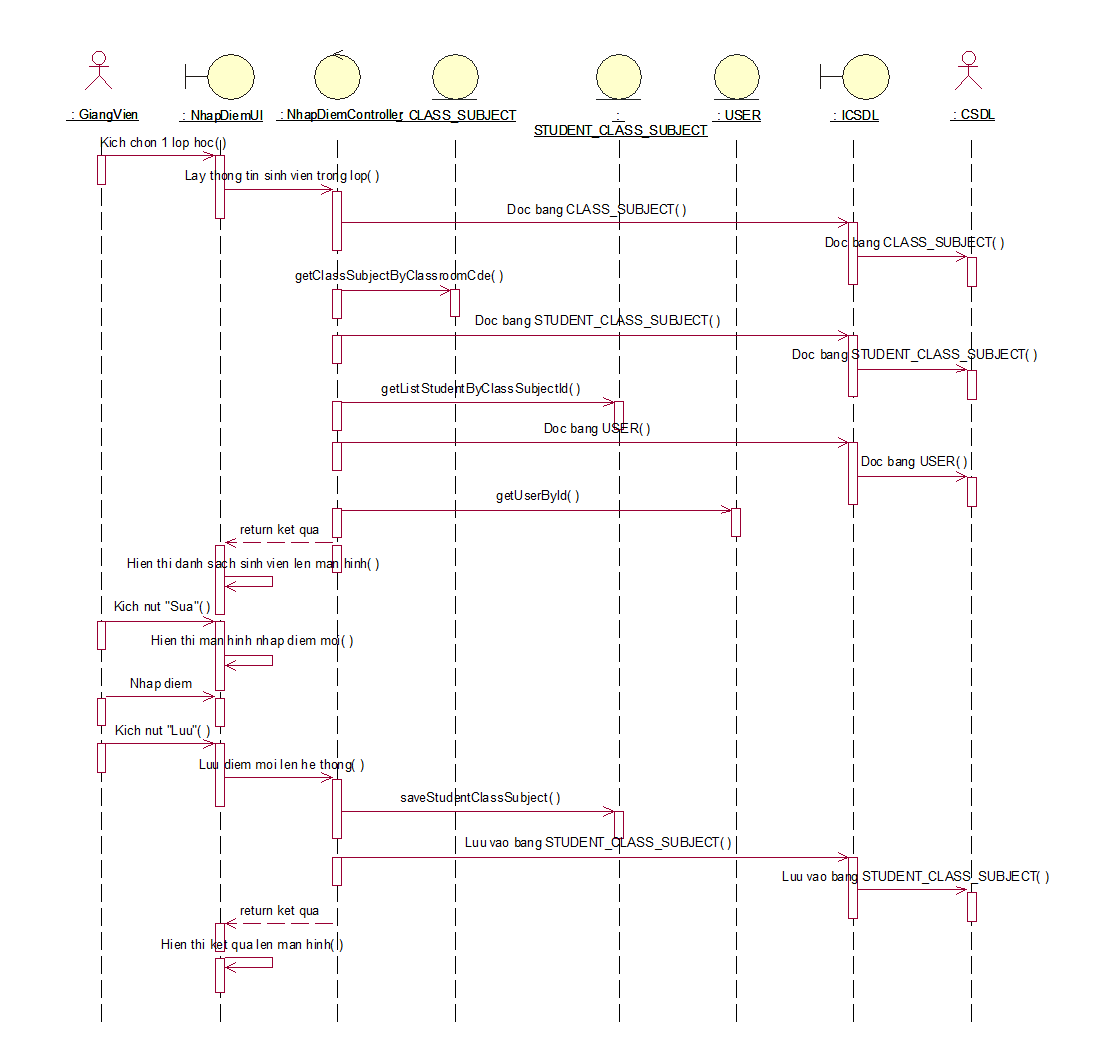 : GiangVien
: NhapDiemUI
: NhapDiemController
CLASS_SUBJECT
:
STUDENT_CLASS_SUBJECT
: USER
: ICSDL
: CSDL
Kich chon 1 lop hoc( )
Lay thong tin sinh vien trong lop( )
Doc bang CLASS_SUBJECT( )
Doc bang CLASS_SUBJECT( )
getClassSubjectByClassroomCde( )
Doc bang STUDENT_CLASS_SUBJECT( )
Doc bang STUDENT_CLASS_SUBJECT( )
getListStudentByClassSubjectId( )
Doc bang USER( )
Doc bang USER( )
getUserById( )
return ket qua
Hien thi danh sach sinh vien len man hinh( )
Kich nut "Sua"( )
Hien thi man hinh nhap diem moi( )
Nhap diem
Kich nut "Luu"( )
Luu diem moi len he thong( )
saveStudentClassSubject( )
Luu vao bang STUDENT_CLASS_SUBJECT( )
Luu vao bang STUDENT_CLASS_SUBJECT( )
return ket qua
Hien thi ket qua len man hinh( )